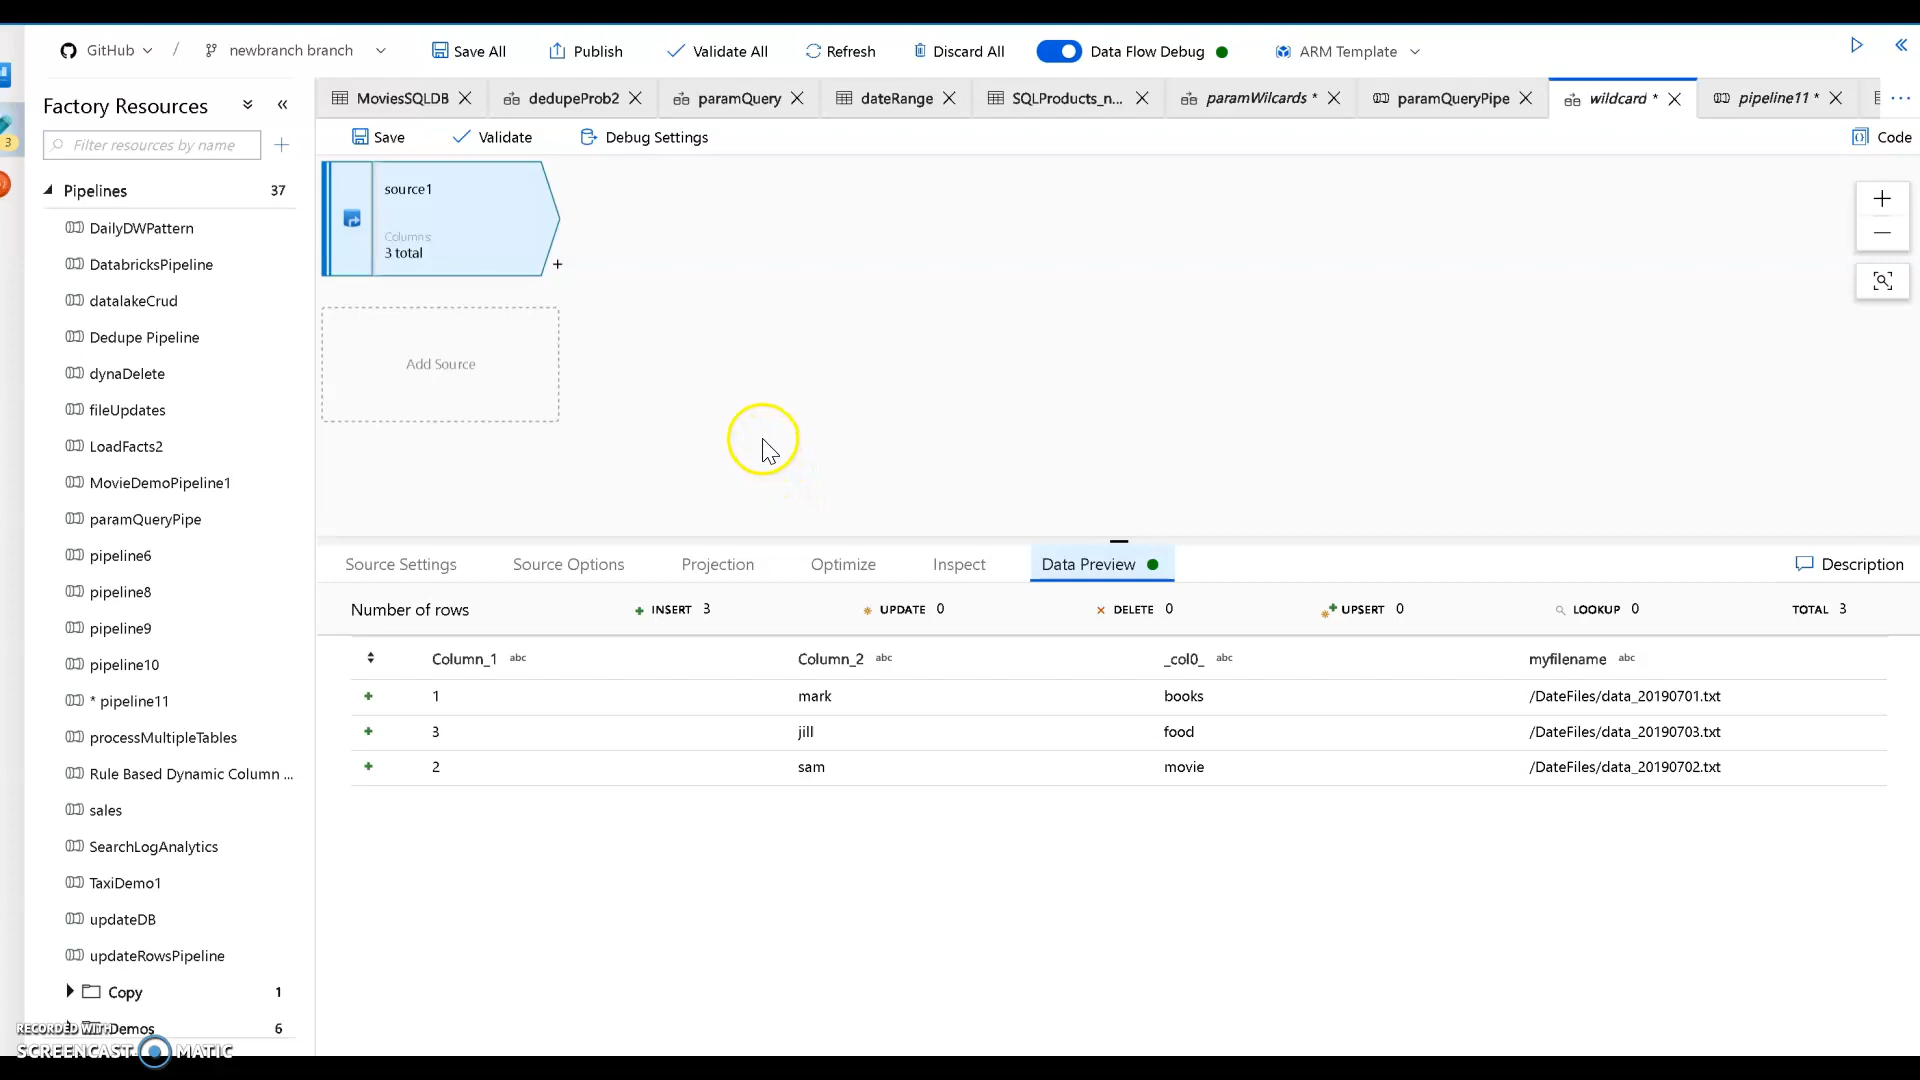 GitHub / newbranch branch Save All Publish Validate All Refresh Discard All Data Flow Debug ARM Template
Factory Resources
Filter resources by name
Pipelines 37
DailyDWPattern
DatabricksPipeline
datalakeCrud
Dedupe Pipeline
dynaDelete
fileUpdates
LoadFacts2
MovieDemoPipeline1
paramQueryPipe
pipeline6
pipeline8
pipeline9
pipeline10
* pipeline11
processMultipleTables
Rule Based Dynamic Column ...
sales
SearchLogAnalytics
TaxiDemo1
updateDB
updateRowsPipeline
Copy 1
Demos 6
3
MoviesSQLDB dedupeProb2 paramQuery dateRange SQLProducts_n... paramWilcards * paramQueryPipe wildcard * pipeline11 *
Save Validate Debug Settings Code
source1
Columns:
3 total
Add Source
Source Settings Source Options Projection Optimize Inspect Data Preview Description
Number of rows INSERT 3 UPDATE 0 DELETE 0 UPSERT 0 LOOKUP 0 TOTAL 3
Column_1 abc Column_2 abc _col0_ abc myfilename abc
1 mark books /DateFiles/data_20190701.txt
3 jill food /DateFiles/data_20190703.txt
2 sam movie /DateFiles/data_20190702.txt
RECORDED WITH
SCREENCAST-O-MATIC